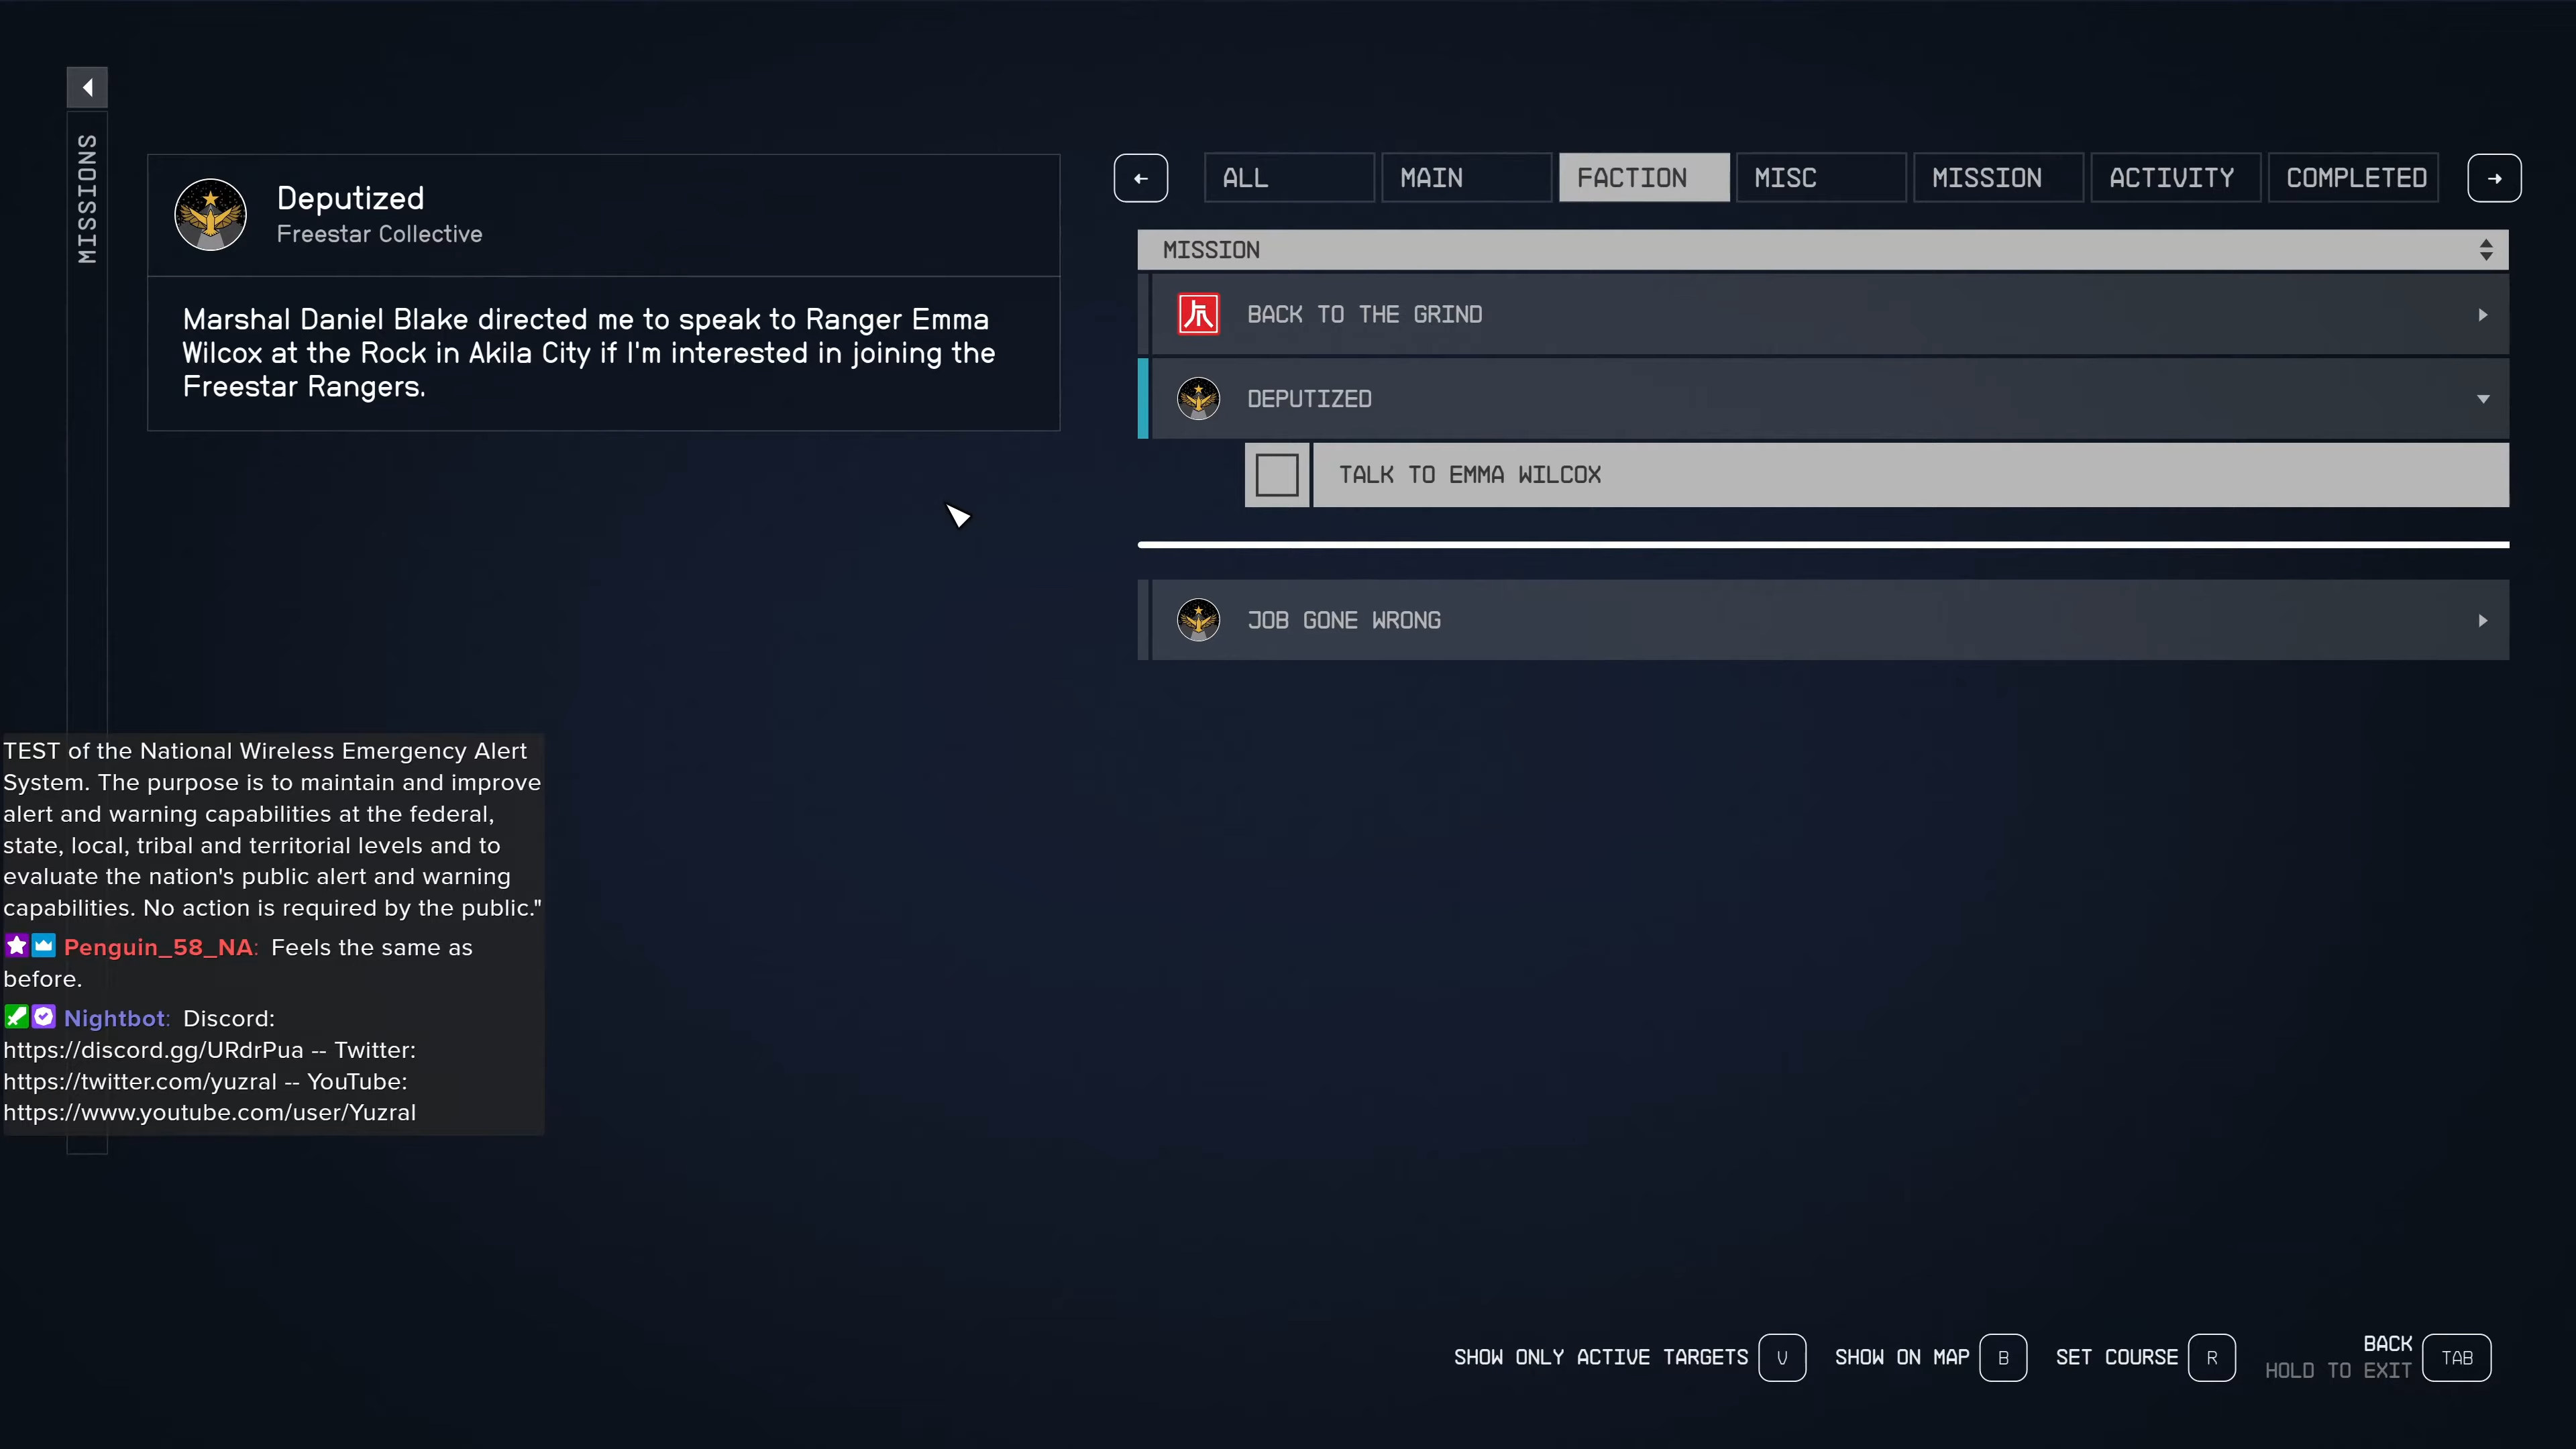 MISSIONS
Deputized
Freestar Collective
Marshal Daniel Blake directed me to speak to Ranger Emma
Wilcox at the Rock in Akila City if I'm interested in joining the
Freestar Rangers.
ALL
MAIN
FACTION
MISC
MISSION
ACTIVITY
COMPLETED
MISSION
BACK TO THE GRIND
DEPUTIZED
TALK TO EMMA WILCOX
JOB GONE WRONG
TEST of the National Wireless Emergency Alert
System. The purpose is to maintain and improve
alert and warning capabilities at the federal,
state, local, tribal and territorial levels and to
evaluate the nation's public alert and warning
capabilities. No action is required by the public."
Penguin_58_NA: Feels the same as
before.
Nightbot: Discord:
https://discord.gg/URdrPua -- Twitter:
https://twitter.com/yuzral -- YouTube:
https://www.youtube.com/user/Yuzral
SHOW ONLY ACTIVE TARGETS V
SHOW ON MAP B
SET COURSE R
BACK
HOLD TO EXIT
TAB